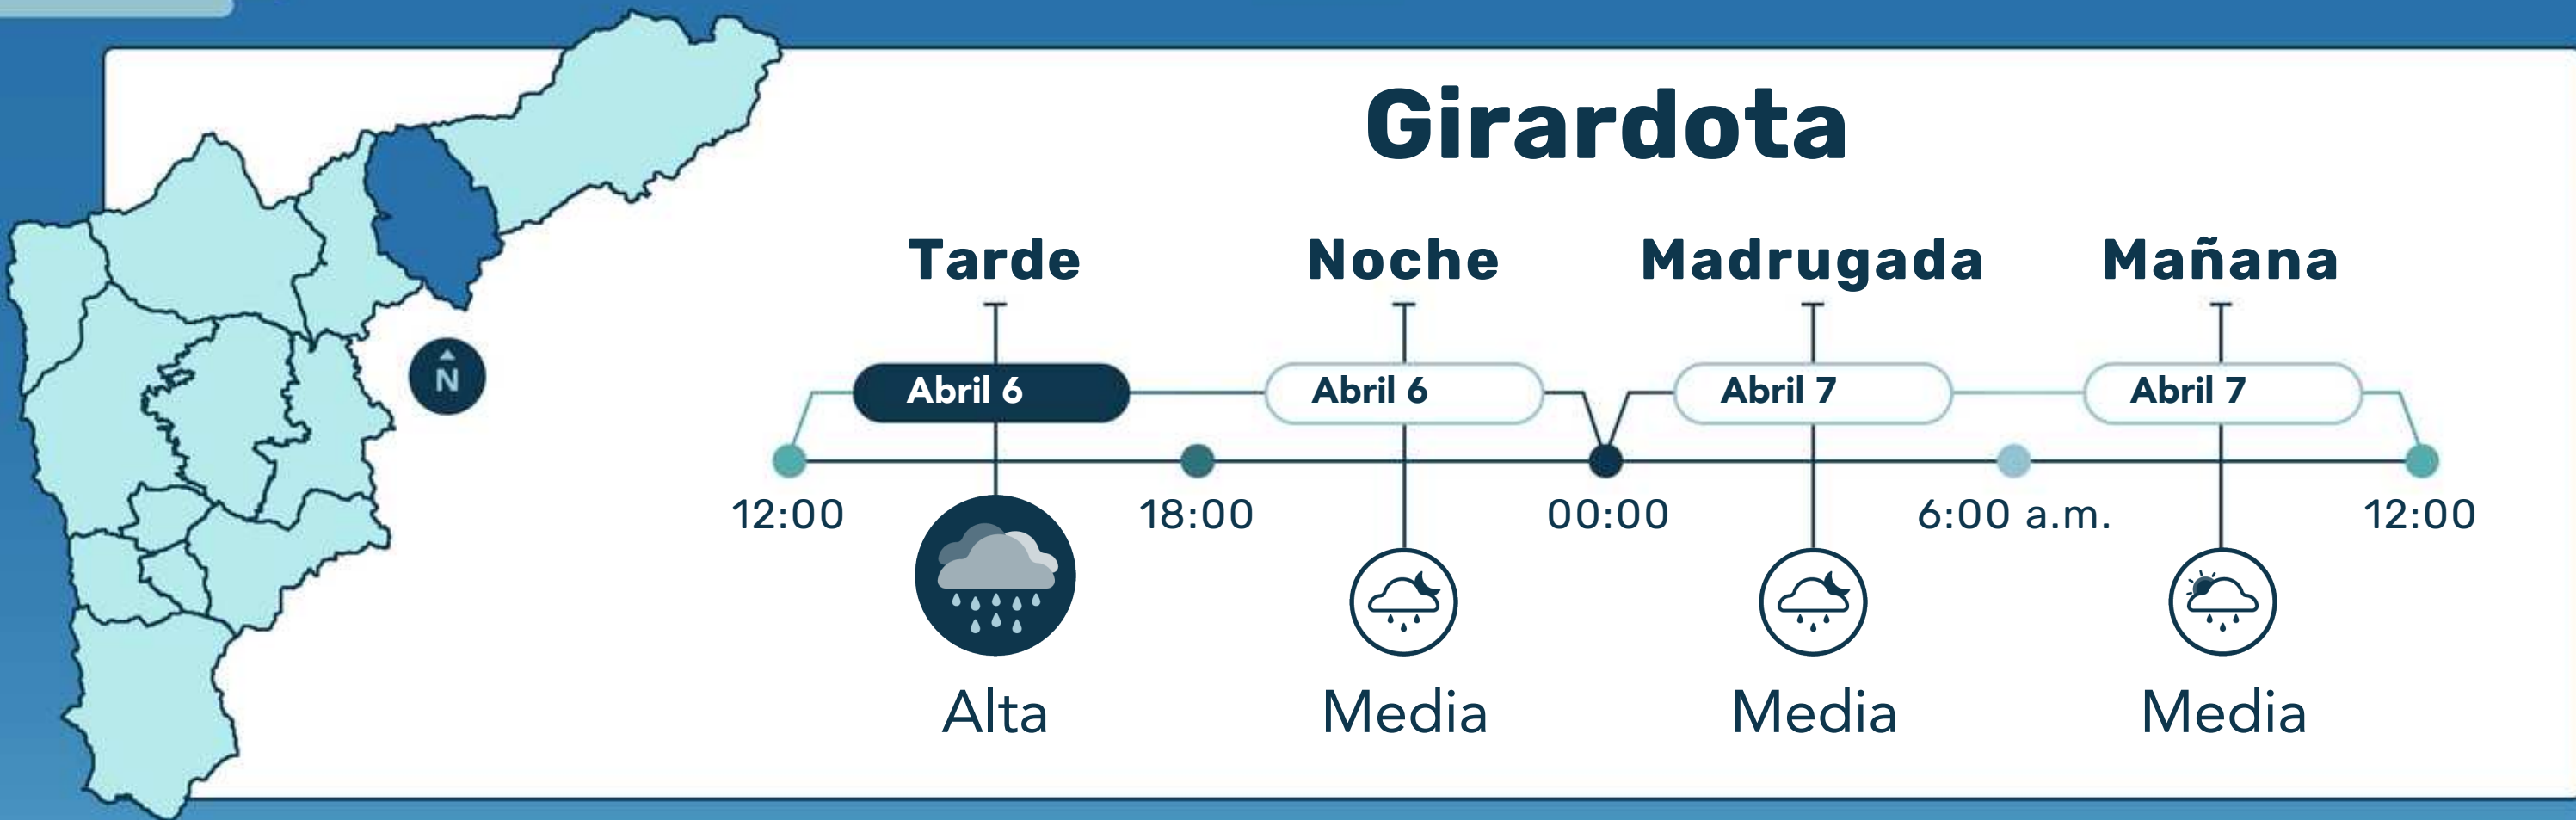 Girardota
Tarde Noche Madrugada Mañana
Abril 6 Abril 6 Abril 7 Abril 7
N
12:00 18:00 00:00 6:00 a.m. 12:00
Alta Media Media Media